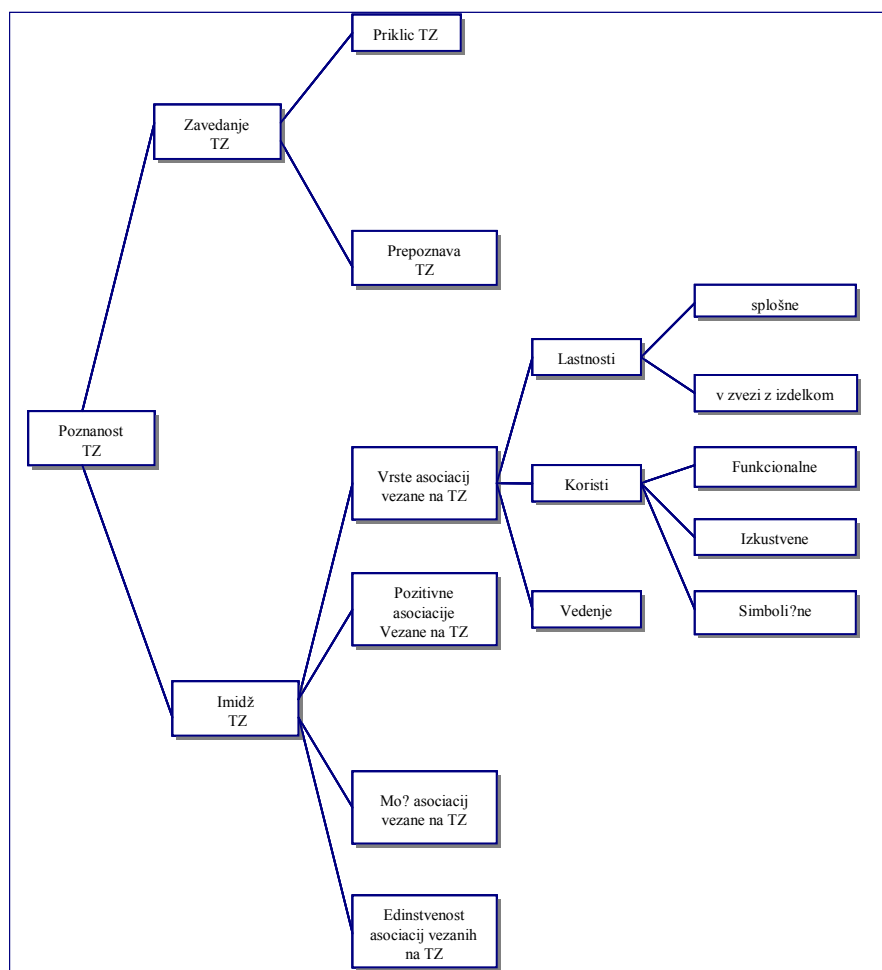 Priklic TZ
Zavedanje
TZ
Prepoznava
TZ
splošne
Lastnosti
v zvezi z izdelkom
Poznanost
TZ
Vrste asociacij
vezane na TZ
Koristi
Funkcionalne
Izkustvene
Pozitivne
asociacije
Vezane na TZ
Vedenje
Simboli?ne
Imidž
TZ
Mo? asociacij
vezane na TZ
Edinstvenost
asociacij vezanih
na TZ